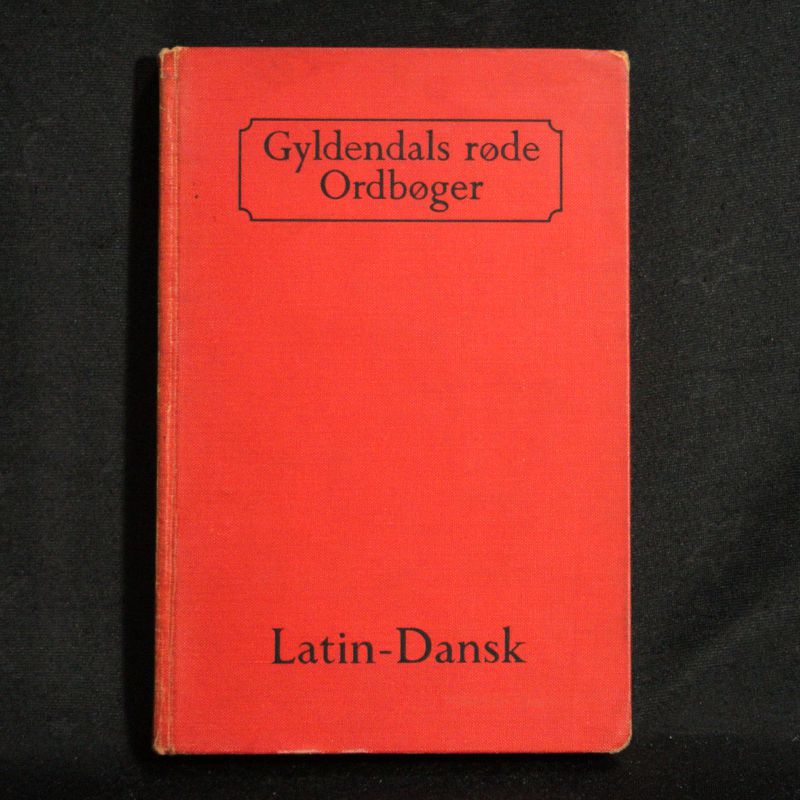 Gyldendals røde
Ordbøger
Latin-Dansk